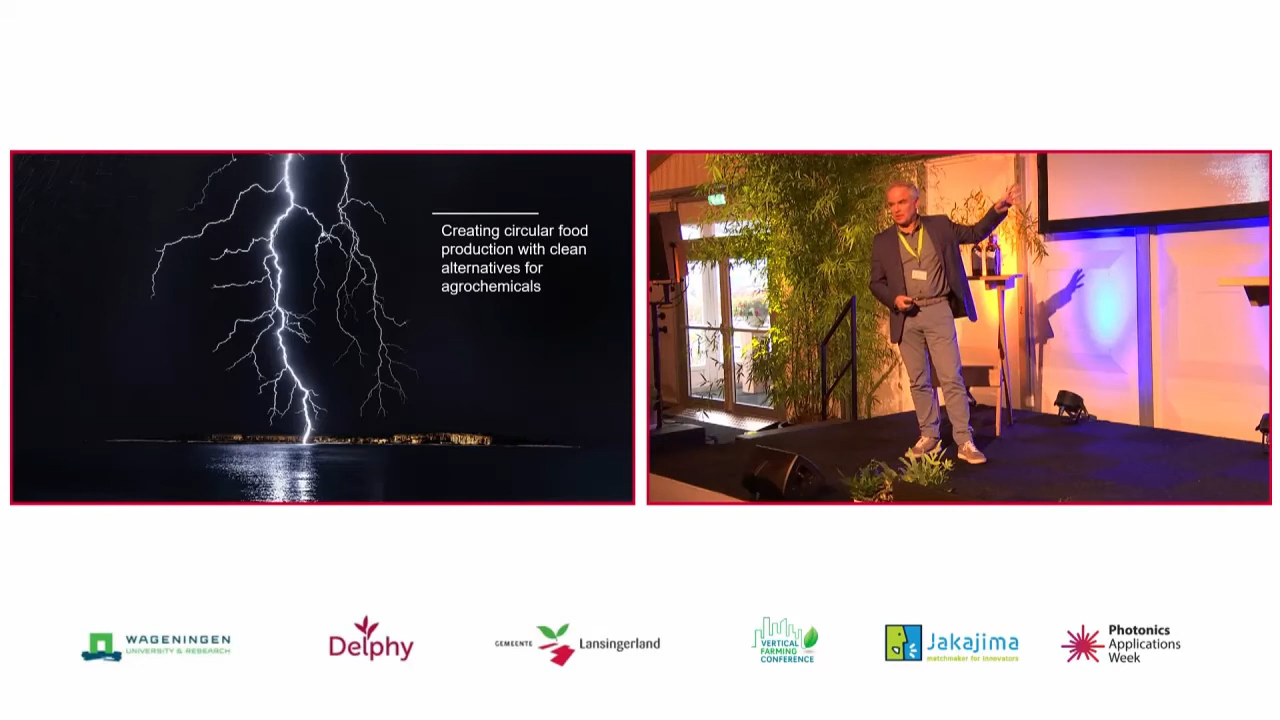 Creating circular food
production with clean
alternatives for
agrochemicals
WAGENINGEN
UNIVERSITY & RESEARCH
Delphy
GEMEENTE Lansingerland
VERTICAL
FARMING
CONFERENCE
Jakajima
matchmaker for innovators
Photonics
Applications
Week